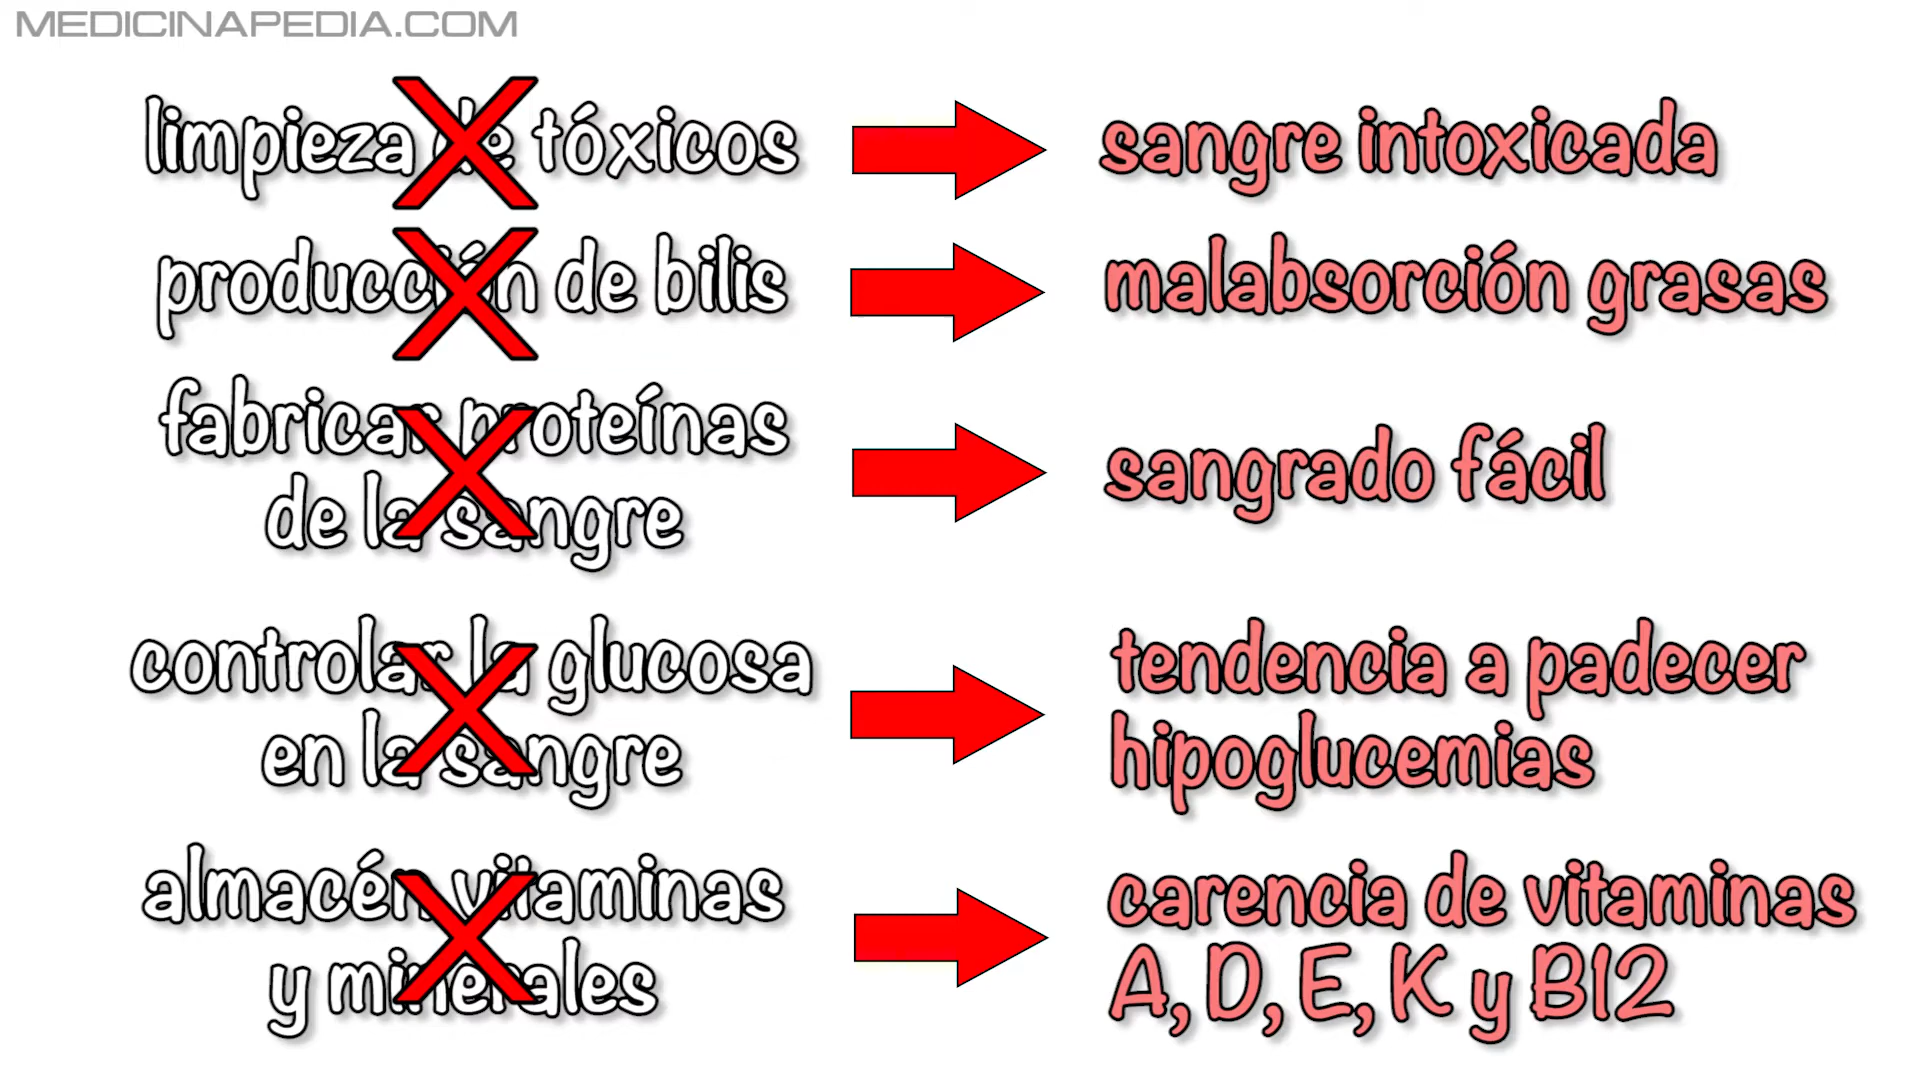 MEDICINAPEDIA.COM
limpieza de tóxicos
sangre intoxicada
producción de bilis
malabsorción grasas
fabricar proteínas
de la sangre
sangrado fácil
controlar la glucosa
en la sangre
tendencia a padecer
hipoglucemias
almacén vitaminas
y minerales
carencia de vitaminas
A, D, E, K y B12